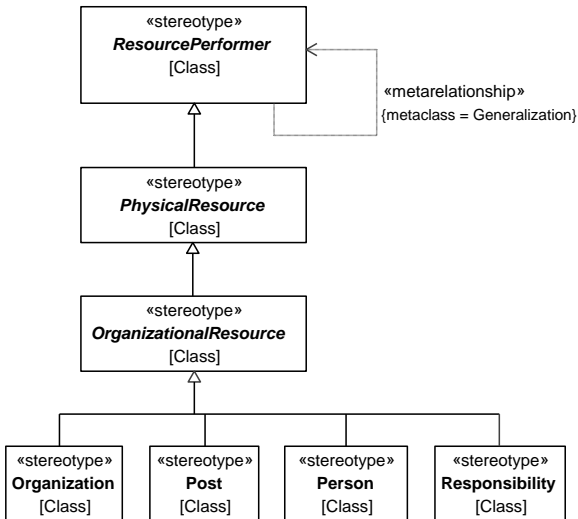 «stereotype»
ResourcePerformer
[Class]
«metarelationship»
{metaclass = Generalization}
«stereotype»
PhysicalResource
[Class]
«stereotype»
OrganizationalResource
[Class]
«stereotype»
Organization
[Class]
«stereotype»
Post
[Class]
«stereotype»
Person
[Class]
«stereotype»
Responsibility
[Class]